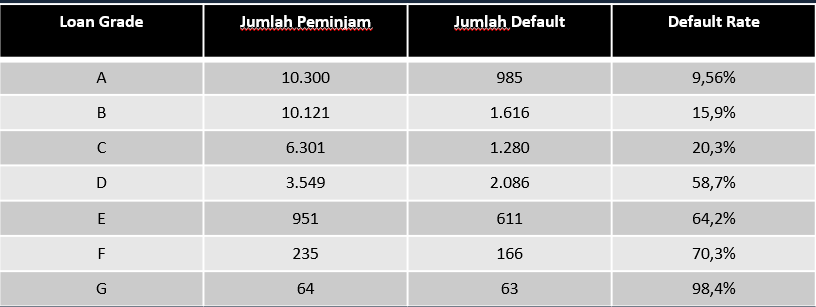 Loan Grade Jumlah Peminjam Jumlah Default Default Rate
A 10.300 985 9,56%
B 10.121 1.616 15,9%
C 6.301 1.280 20,3%
D 3.549 2.086 58,7%
E 951 611 64,2%
F 235 166 70,3%
G 64 63 98,4%